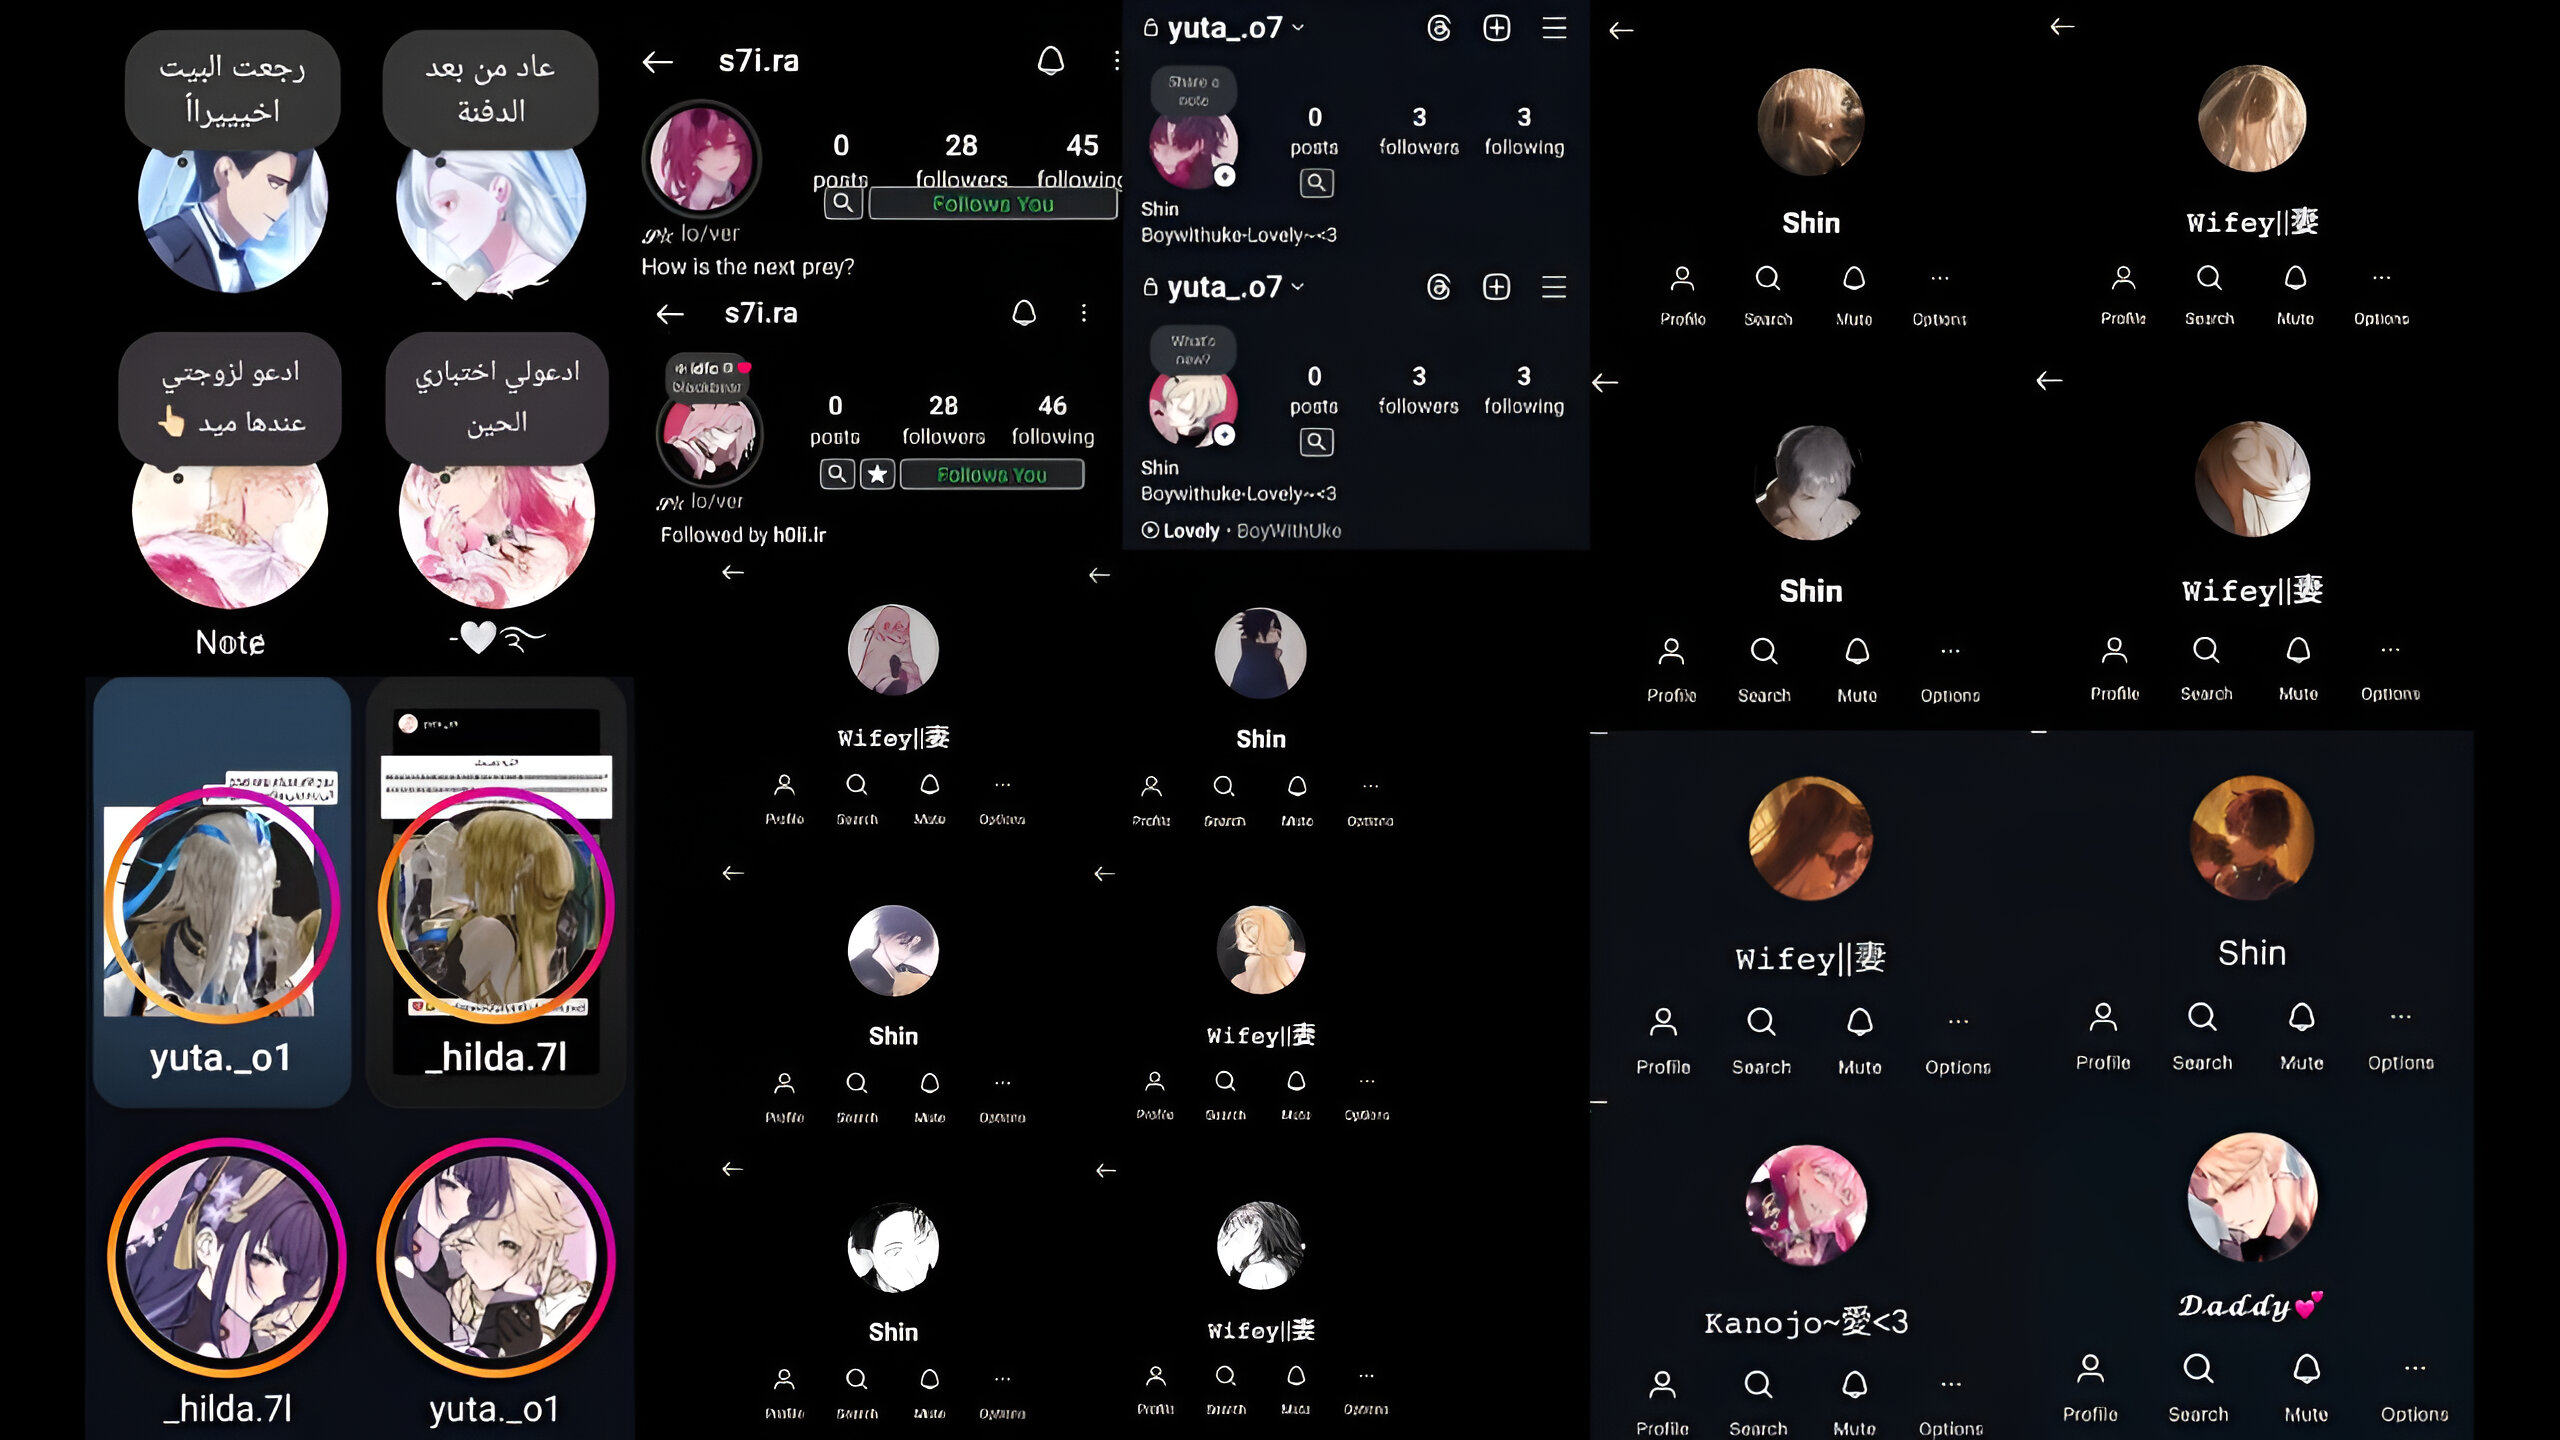 رجعت البيت
اخيييراً
عاد من بعد
الدفنة
ادعو لزوجتي
عندها ميد 👆
ادعولي اختباري
الحين
Note
-🤍
yuta._o1
_hilda.7l
_hilda.7l
yuta._o1
s7i.ra
0
28
45
posts
followers
following
Follows You
lo/ver
How is the next prey?
s7i.ra
0
28
46
posts
followers
following
Follows You
lo/ver
Followed by h0li.lr
yuta_.o7
Share a
note
0
3
3
posts
followers
following
Shin
Boywithuke-Lovely~<3
yuta_.o7
What's
new?
0
3
3
posts
followers
following
Shin
Boywithuke-Lovely~<3
Lovely · BoyWithUke
Wifey||妻
Profile Search Mute Options
Shin
Profile Search Mute Options
Shin
Profile Search Mute Options
Wifey||妻
Profile Search Mute Options
Shin
Profile Search Mute Options
Wifey||妻
Profile Search Mute Options
Shin
Profile Search Mute Options
Wifey||妻
Profile Search Mute Options
Shin
Profile Search Mute Options
Wifey||妻
Profile Search Mute Options
Wifey||妻
Profile Search Mute Options
Shin
Profile Search Mute Options
Kanojo~愛<3
Profile Search Mute Options
Daddy💕
Profile Search Mute Options